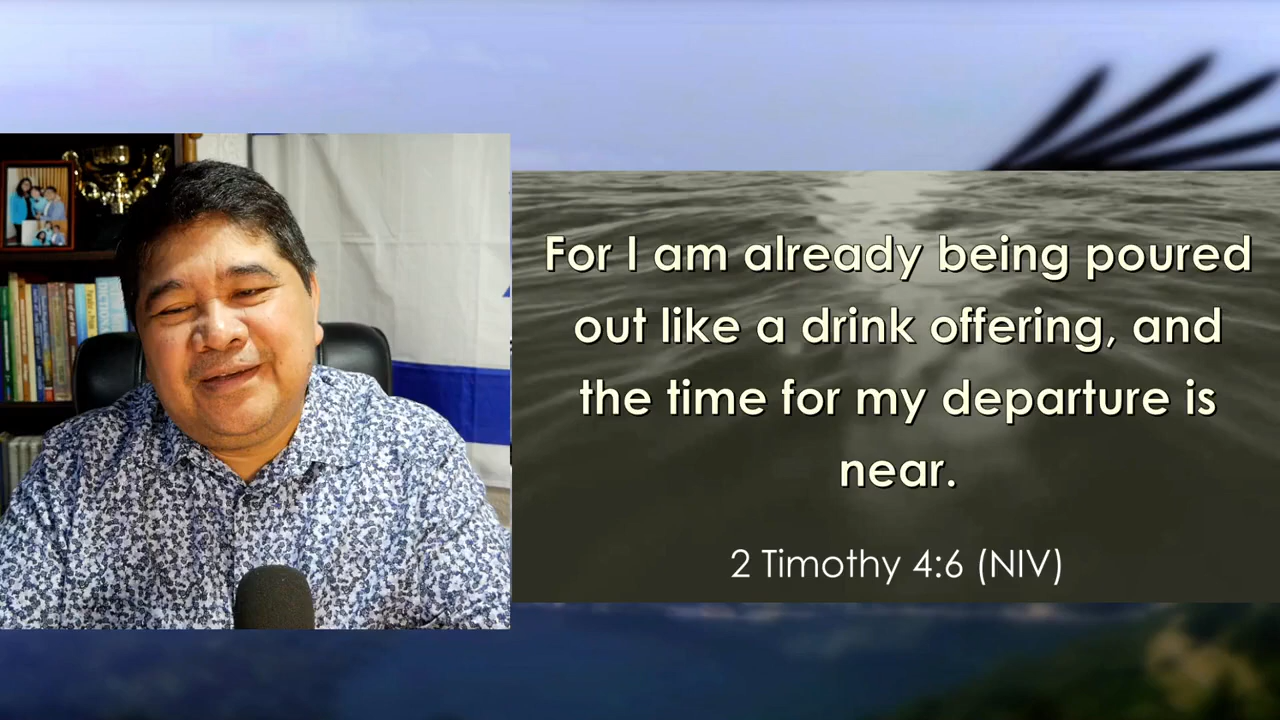 For I am already being poured
out like a drink offering, and
the time for my departure is
near.
2 Timothy 4:6 (NIV)